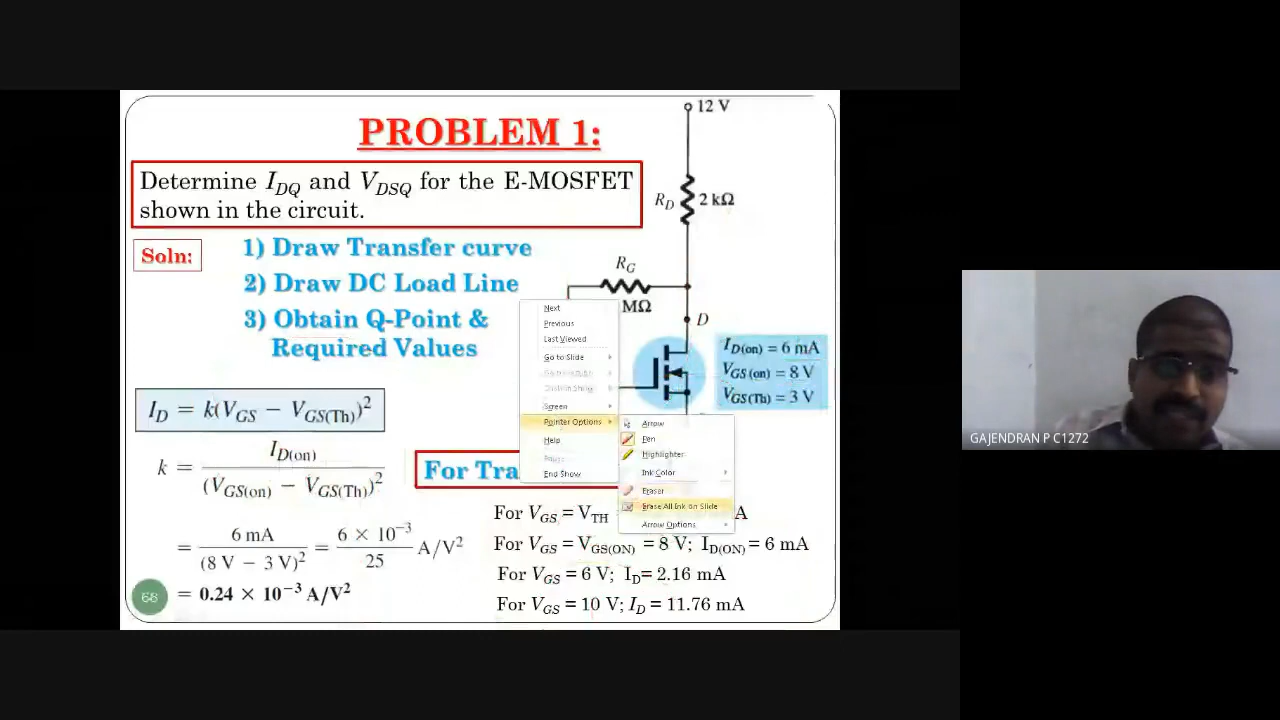 PROBLEM 1:
Determine I_DQ and V_DSQ for the E-MOSFET
shown in the circuit.
Soln:
1) Draw Transfer curve
2) Draw DC Load Line
3) Obtain Q-Point &
Required Values
I_D = k(V_GS − V_GS(Th))²
k = I_D(on) / (V_GS(on) − V_GS(Th))²
= 6 mA / (8 V − 3 V)² = 6 × 10⁻³ / 25 A/V²
= 0.24 × 10⁻³ A/V²
68
12 V
R_D 2 kΩ
R_G
MΩ
D
I_D(on) = 6 mA
V_GS(on) = 8 V
V_GS(Th) = 3 V
For Tra
For V_GS = V_TH = A
For V_GS = V_GS(ON) = 8 V; I_D(ON) = 6 mA
For V_GS = 6 V; I_D= 2.16 mA
For V_GS = 10 V; I_D = 11.76 mA
Next
Previous
Last Viewed
Go to Slide
Screen
Pointer Options
Help
End Show
Arrow
Pen
Highlighter
Ink Color
Eraser
Erase All Ink on Slide
Arrow Options
GAJENDRAN P C1272